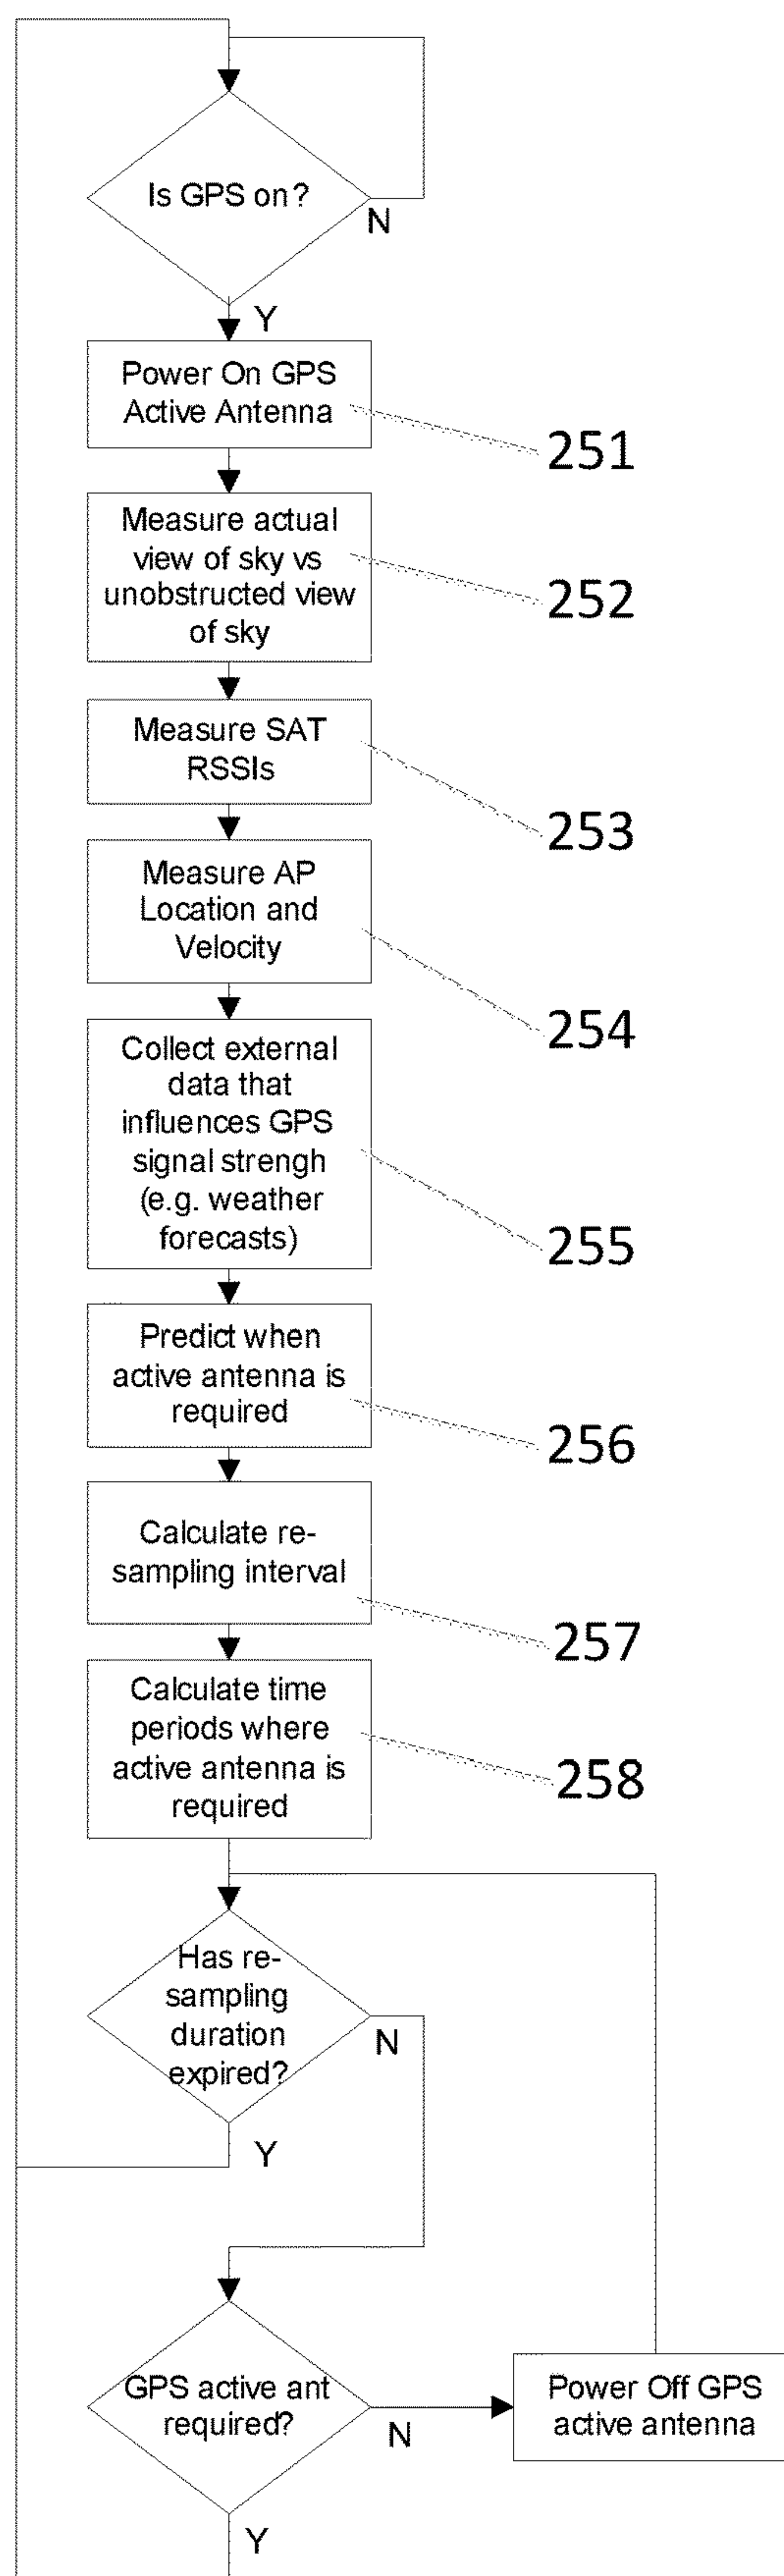 Is GPS on?
N
Y
Power On GPS
Active Antenna
251
Measure actual
view of sky vs
unobstructed view
of sky
252
Measure SAT
RSSIs
253
Measure AP
Location and
Velocity
254
Collect external
data that
influences GPS
signal strengh
(e.g. weather
forecasts)
255
Predict when
active antenna is
required
256
Calculate re-
sampling interval
257
Calculate time
periods where
active antenna is
required
258
Has re-
sampling
duration
expired?
N
Y
GPS active ant
required?
N
Power Off GPS
active antenna
Y